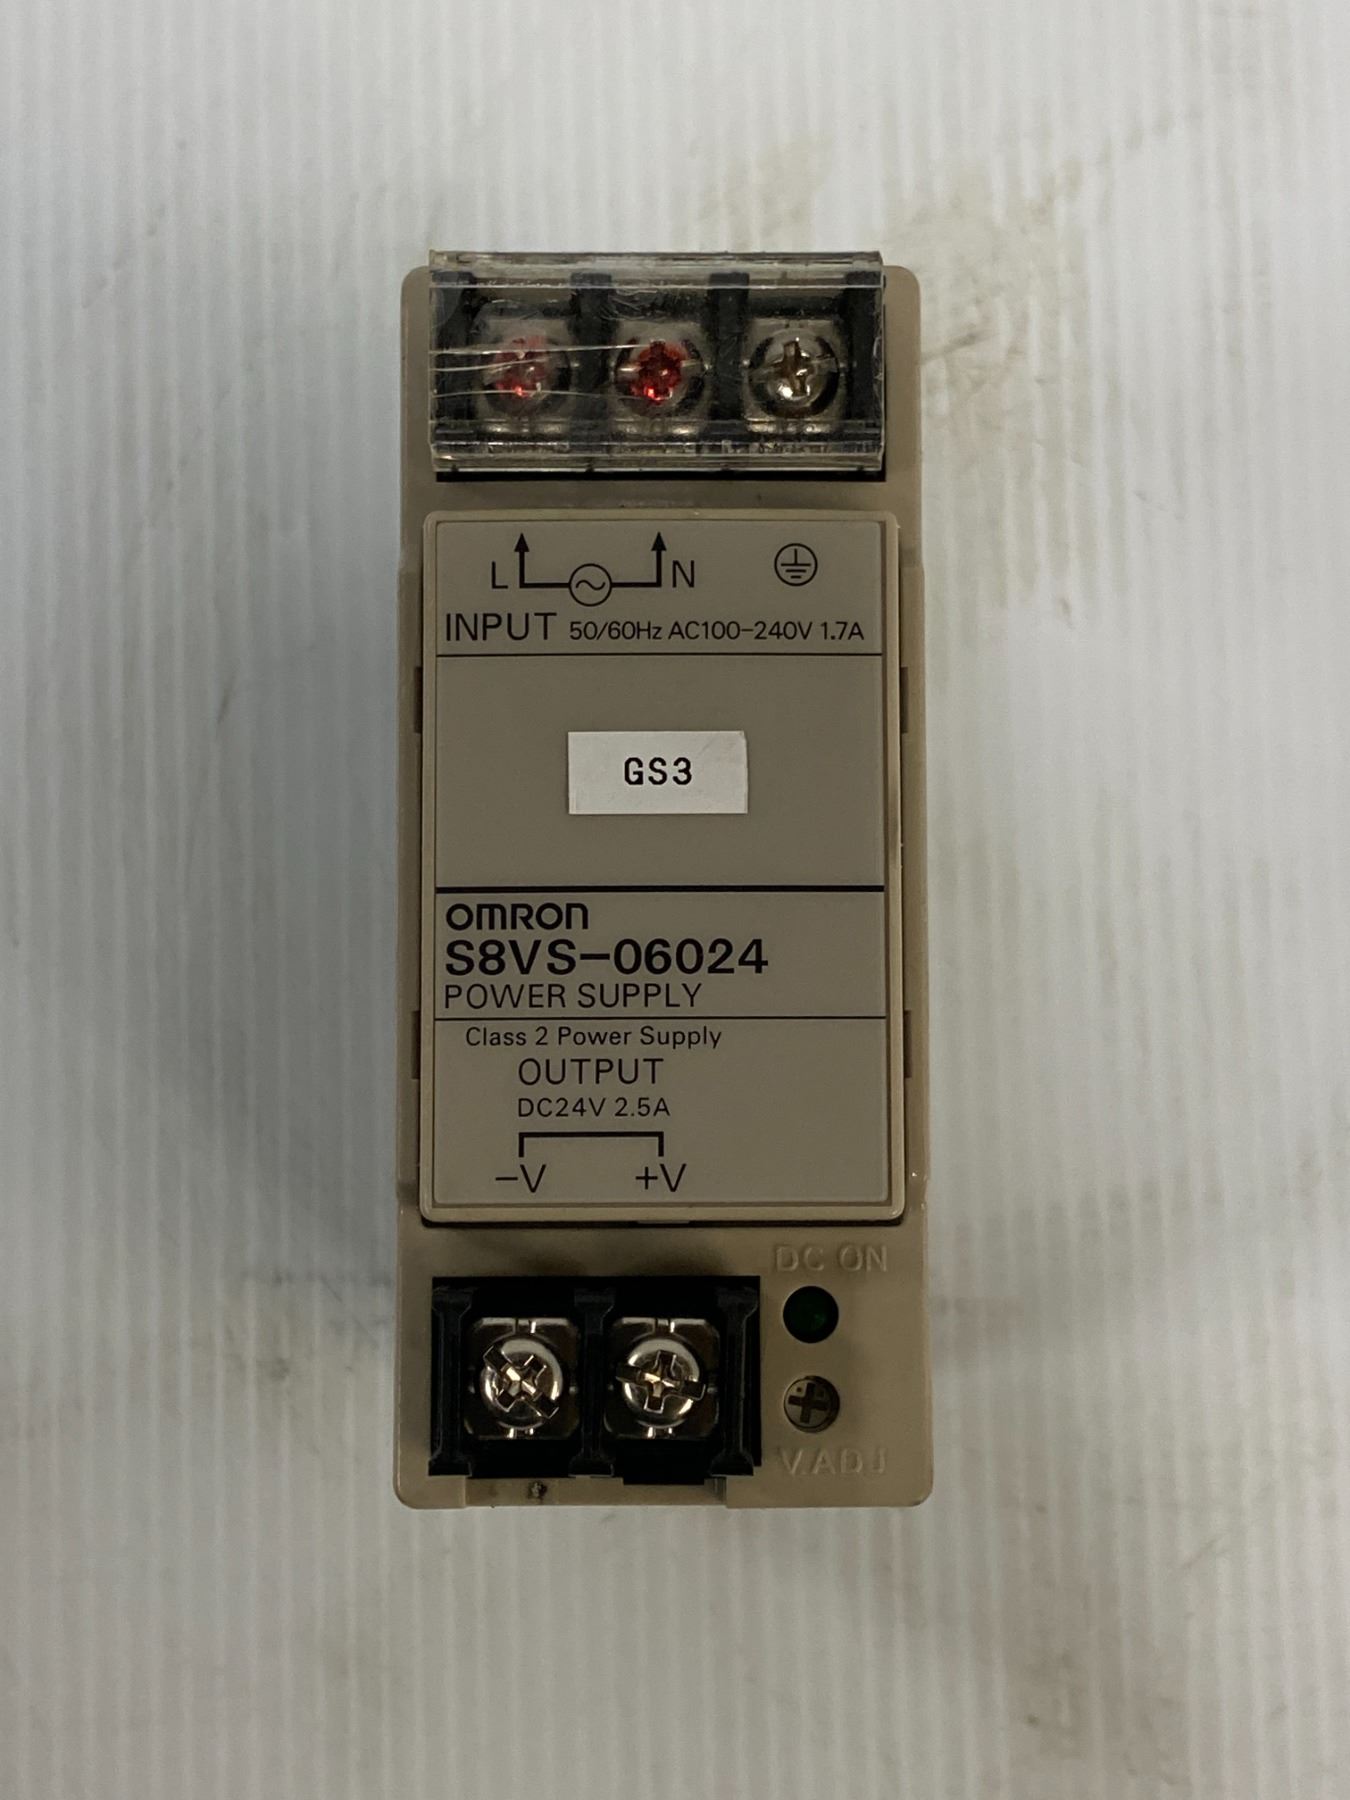 L N
INPUT 50/60Hz AC100-240V 1.7A
GS3
OMRON
S8VS-06024
POWER SUPPLY
Class 2 Power Supply
OUTPUT
DC24V 2.5A
-V +V
DC ON
V.ADJ